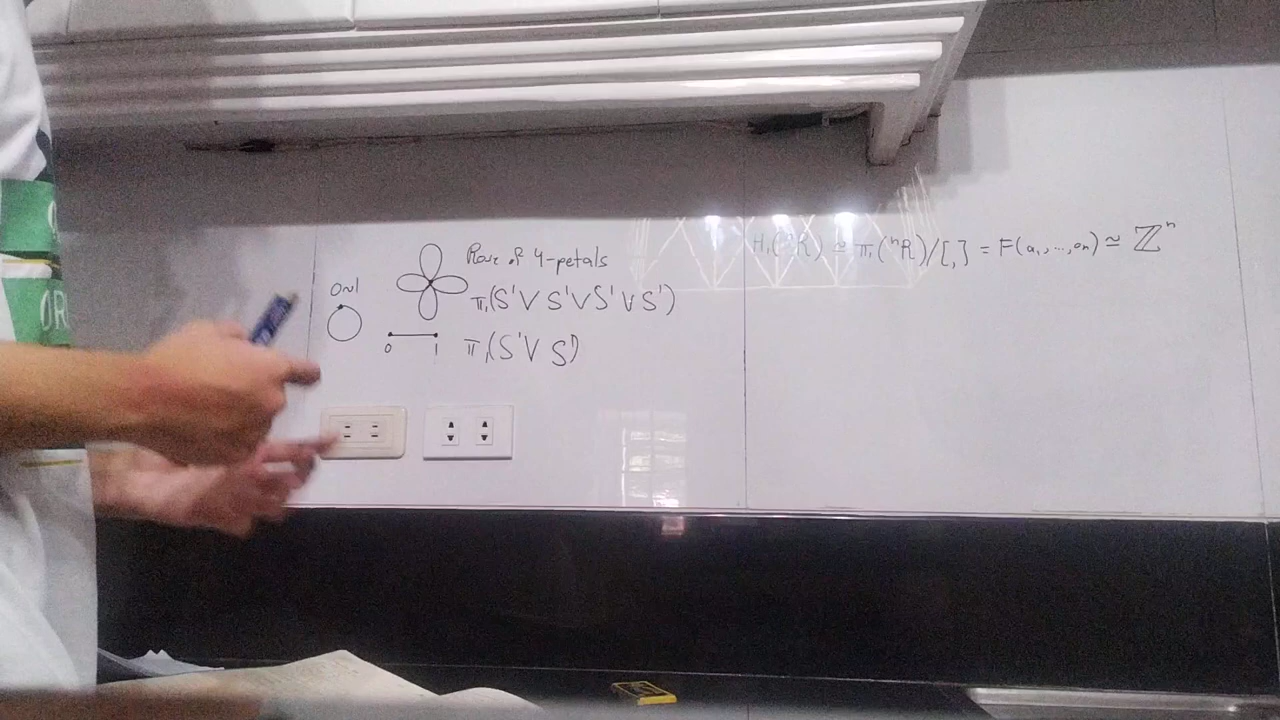 0~1
Rose of 4-petals
π₁(S¹∨S¹∨S¹∨S¹)
0 1
π₁(S¹∨S¹)
H₁(ⁿR) ≅ π₁(ⁿR)/[,] = F(a₁,...,aₙ) ≃ ℤⁿ